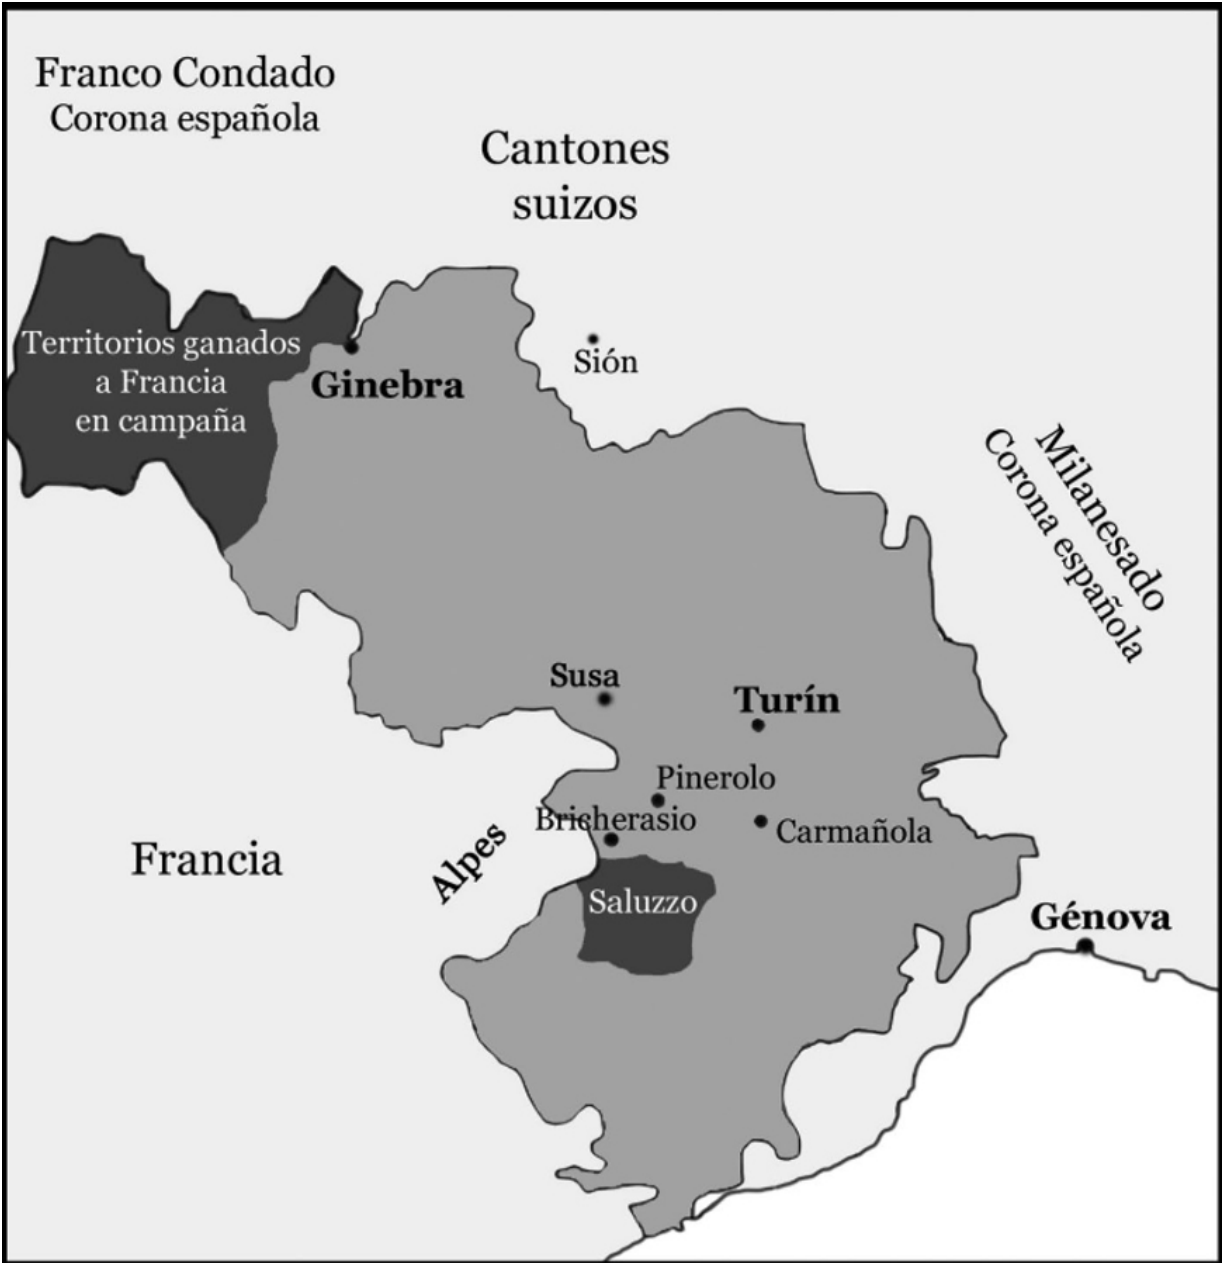 Franco Condado
Corona española
Cantones
suizos
Territorios ganados
a Francia
en campaña
Ginebra
Sión
Milanesado
Corona española
Susa
Turín
Pinerolo
Bricherasio
Carmañola
Francia
Alpes
Saluzzo
Génova